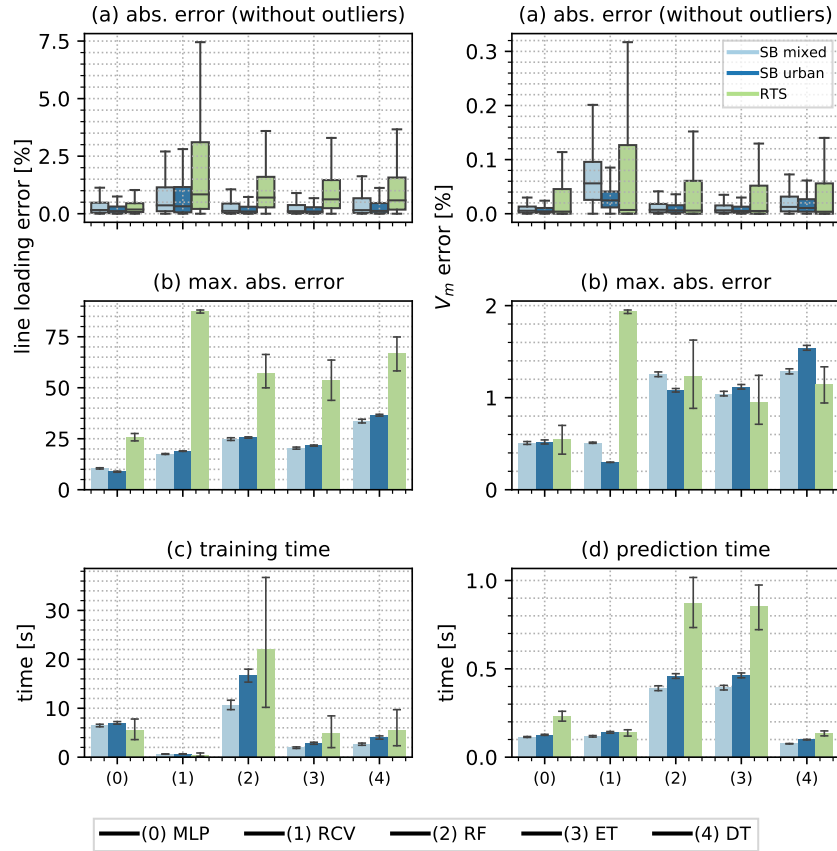 (a) abs. error (without outliers)
(a) abs. error (without outliers)
7.5
5.0
2.5
0.0
line loading error [%]
0.3
0.2
0.1
0.0
V_m error [%]
SB mixed
SB urban
RTS
(b) max. abs. error
(b) max. abs. error
75
50
25
0
2
1
0
(c) training time
(d) prediction time
30
20
10
0
time [s]
1.0
0.5
0.0
time [s]
(0) (1) (2) (3) (4)
(0) (1) (2) (3) (4)
(0) MLP (1) RCV (2) RF (3) ET (4) DT